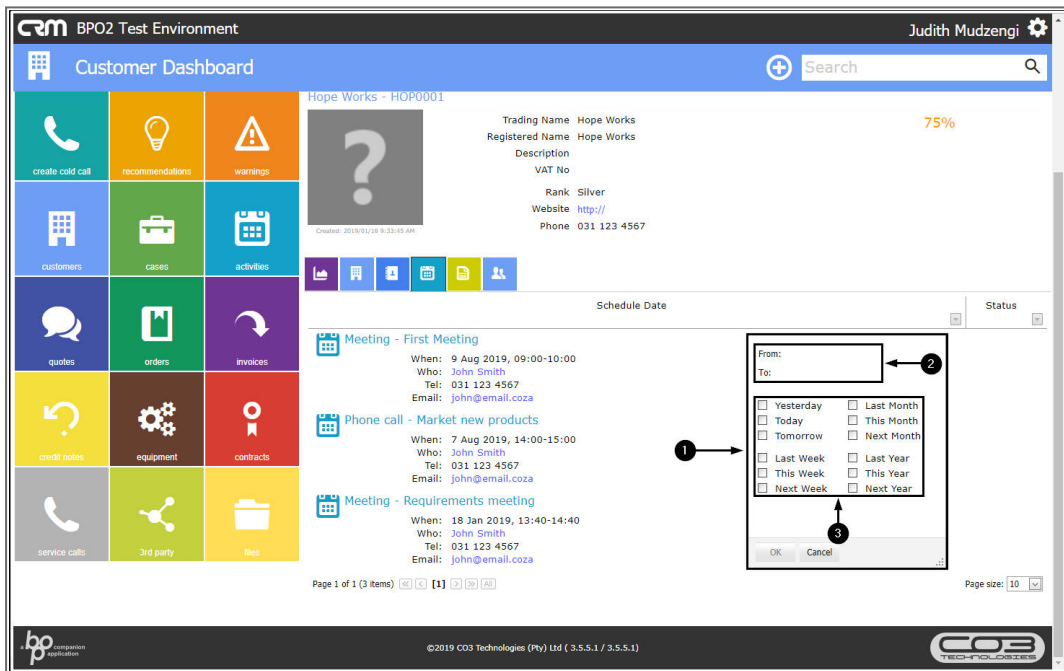 CRM BPO2 Test Environment
Judith Mudzengi
Customer Dashboard
Search
create cold call
recommendations
warnings
customers
cases
activities
quotes
orders
invoices
credit notes
equipment
contracts
service calls
3rd party
files
Hope Works - HOP0001
?
Created: 2019/01/18 9:33:45 AM
Trading Name Hope Works
Registered Name Hope Works
Description
VAT No
Rank Silver
Website http://
Phone 031 123 4567
75%
Schedule Date
Status
Meeting - First Meeting
When: 9 Aug 2019, 09:00-10:00
Who: John Smith
Tel: 031 123 4567
Email: john@email.coza
Phone call - Market new products
When: 7 Aug 2019, 14:00-15:00
Who: John Smith
Tel: 031 123 4567
Email: john@email.coza
Meeting - Requirements meeting
When: 18 Jan 2019, 13:40-14:40
Who: John Smith
Tel: 031 123 4567
Email: john@email.coza
From:
To:
2
Yesterday Last Month
Today This Month
Tomorrow Next Month
1
Last Week Last Year
This Week This Year
Next Week Next Year
3
OK Cancel
Page 1 of 1 (3 items) [1] All
Page size: 10
a bp companion application
©2019 CO3 Technologies (Pty) Ltd ( 3.5.5.1 / 3.5.5.1)
CO3
TECHNOLOGIES